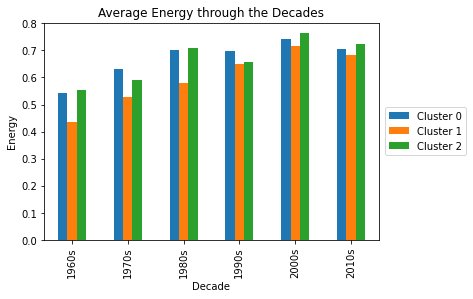 Average Energy through the Decades
Energy
0.8
0.7
0.6
0.5
0.4
0.3
0.2
0.1
0.0
1960s
1970s
1980s
1990s
2000s
2010s
Decade
Cluster 0
Cluster 1
Cluster 2